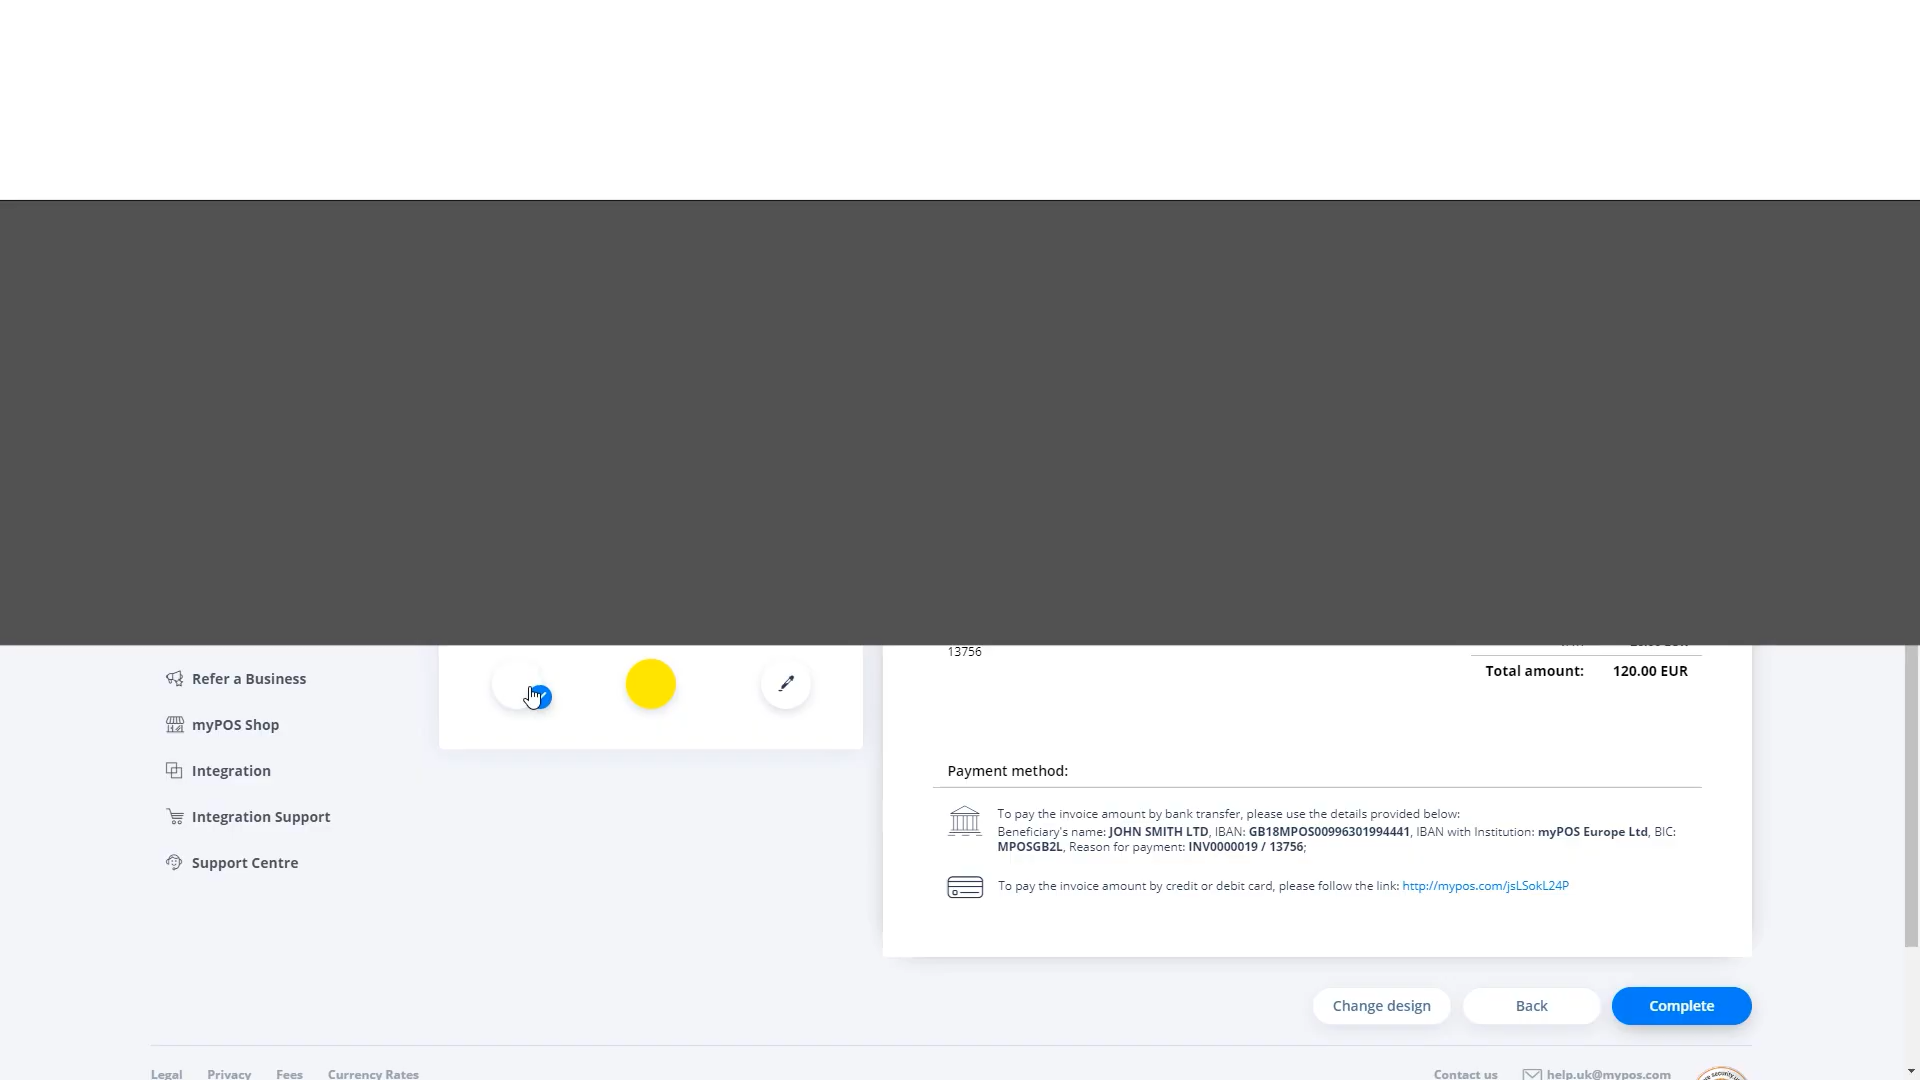 13756
Total amount: 120.00 EUR
Refer a Business
myPOS Shop
Integration
Integration Support
Support Centre
Payment method:
To pay the invoice amount by bank transfer, please use the details provided below:
Beneficiary's name: JOHN SMITH LTD, IBAN: GB18MPOS00996301994441, IBAN with Institution: myPOS Europe Ltd, BIC:
MPOSGB2L, Reason for payment: INV0000019 / 13756;
To pay the invoice amount by credit or debit card, please follow the link: http://mypos.com/jsLSokL24P
Change design Back Complete
Legal Privacy Fees Currency Rates Contact us help.uk@mypos.com